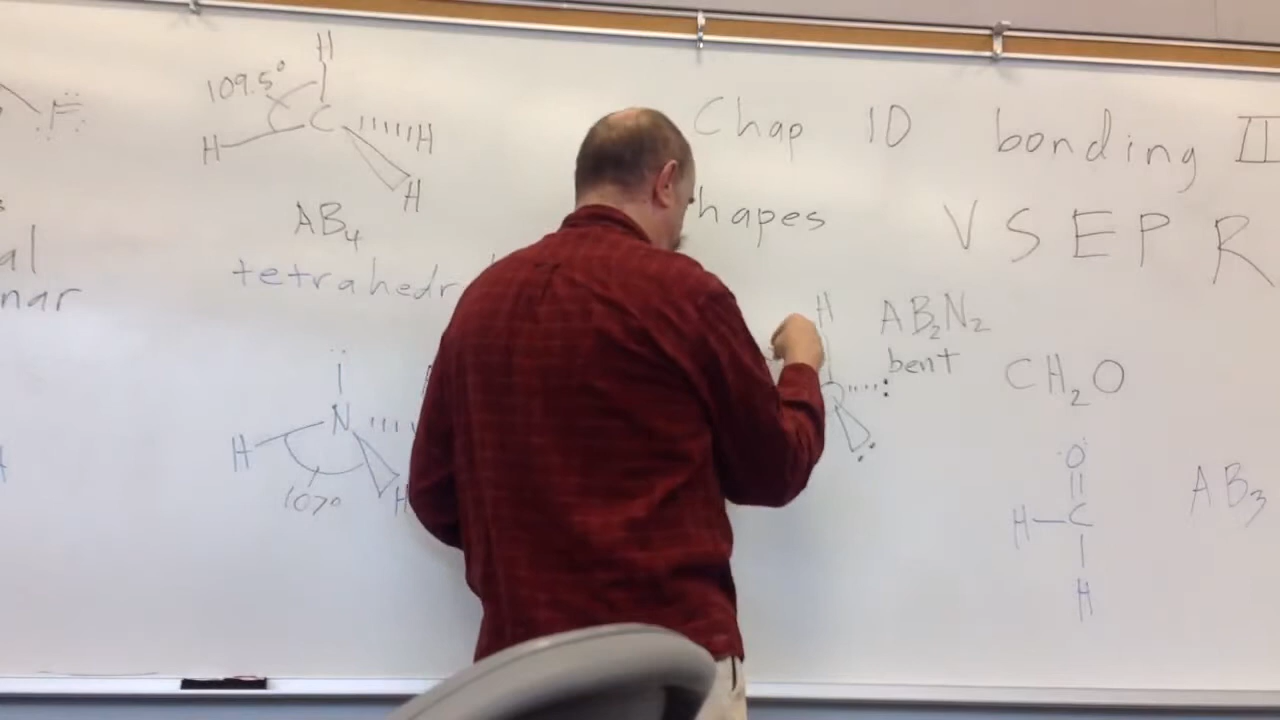 Chap 10 bonding II
hapes
VSEPR
H
109.5°
C
H
H
H
AB₄
tetrahedr
F
al
nar
N
H
H
107°
H
AB₂N₂
bent
CH₂O
O
H C
H
AB₃